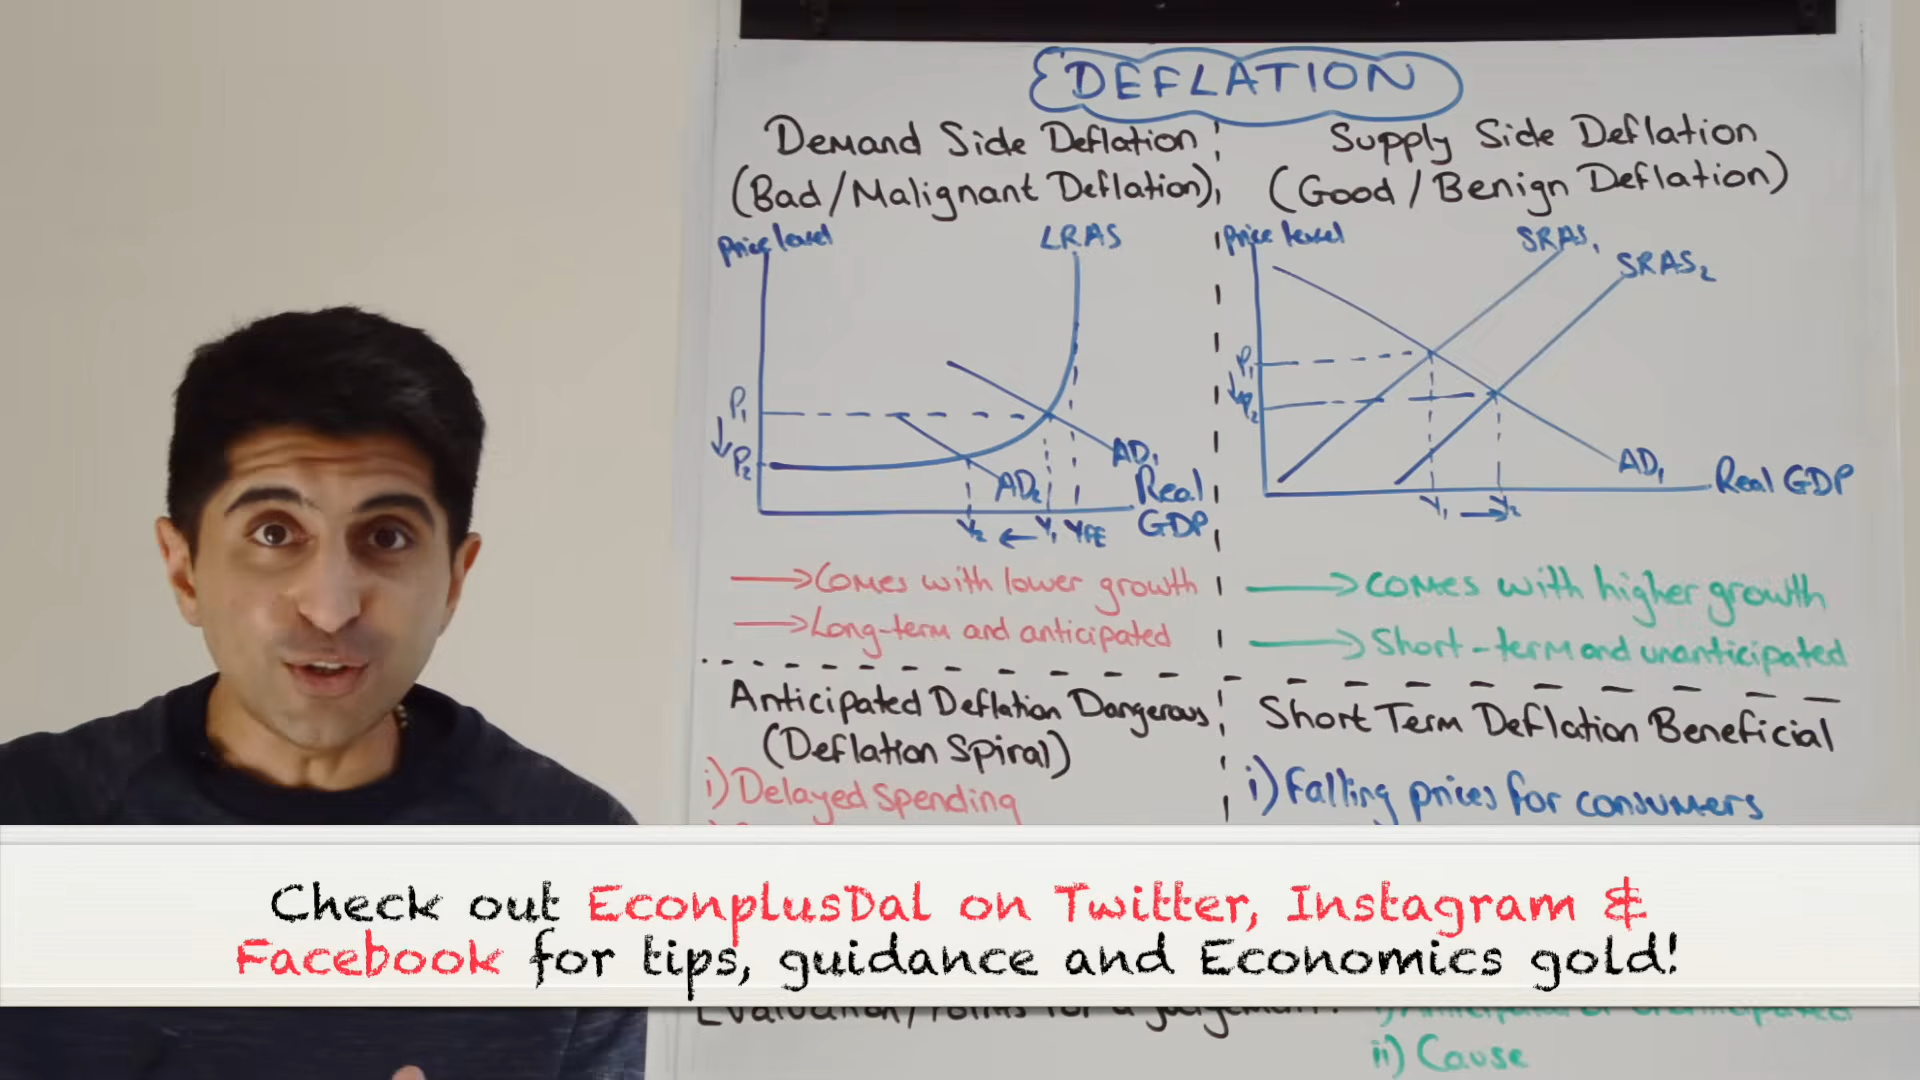 DEFLATION
Demand Side Deflation
(Bad/Malignant Deflation)
Price level
LRAS
P1
P2
AD1
AD2
Real
GDP
Y2 ← Y1 YFE
→ Comes with lower growth
→ Long-term and anticipated
Anticipated Deflation Dangerous
(Deflation Spiral)
i) Delayed Spending
Supply Side Deflation
(Good/Benign Deflation)
Price level
SRAS1
SRAS2
P1
P2
AD1
Real GDP
Y1 → Y2
→ Comes with higher growth
→ Short-term and unanticipated
Short Term Deflation Beneficial
i) Falling prices for consumers
Check out EconplusDal on Twitter, Instagram &
Facebook for tips, guidance and Economics gold!
ii) Cause